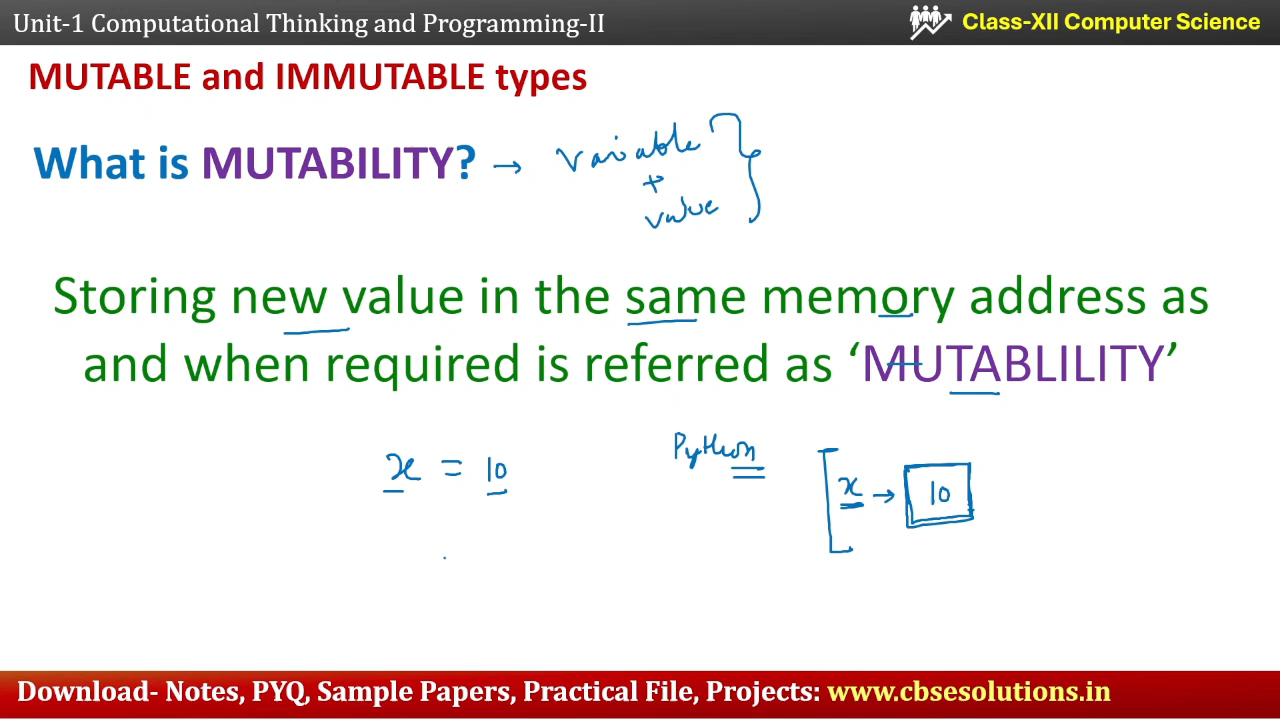 Unit-1 Computational Thinking and Programming-II
Class-XII Computer Science
MUTABLE and IMMUTABLE types
What is MUTABILITY? → variable
+
value
Storing new value in the same memory address as
and when required is referred as ‘MUTABLILITY’
x = 10
Python
x → 10
Download- Notes, PYQ, Sample Papers, Practical File, Projects: www.cbsesolutions.in